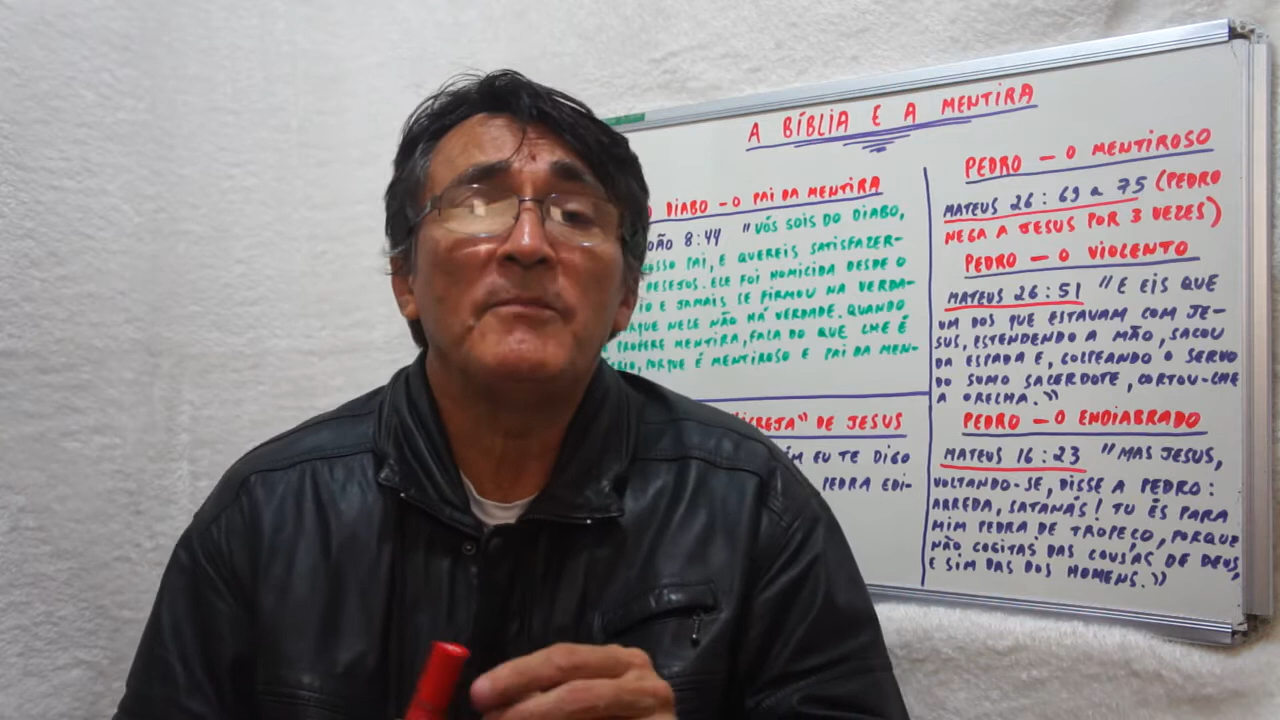 A BÍBLIA E A MENTIRA
DIABO - O PAI DA MENTIRA
8:44 "VÓS SOIS DO DIABO,
PAI, E QUEREIS SATISFAZER-
DESEJOS. ELE FOI HOMICIDA DESDE O
E JAMAIS SE FIRMOU NA VERDA-
NELE NÃO HÁ VERDADE. QUANDO
PROFERE MENTIRA, FALA DO QUE LHE É
PORQUE É MENTIROSO E PAI DA MEN-
DE JESUS
EU TE DIGO
PEDRA EDI-
PEDRO - O MENTIROSO
MATEUS 26:69 a 75 (PEDRO
NEGA A JESUS POR 3 VEZES)
PEDRO - O VIOLENTO
MATEUS 26:51 "E EIS QUE
UM DOS QUE ESTAVAM COM JE-
SUS, ESTENDENDO A MÃO, SACOU
DA ESPADA E, GOLPEANDO O SERVO
DO SUMO SACERDOTE, CORTOU-LHE
A ORELHA."
PEDRO - O ENDIABRADO
MATEUS 16:23 "MAS JESUS,
VOLTANDO-SE, DISSE A PEDRO:
ARREDA, SATANÁS! TU ÉS PARA
MIM PEDRA DE TROPEÇO, PORQUE
NÃO COGITAS DAS COUSAS DE DEUS,
E SIM DAS DOS HOMENS."